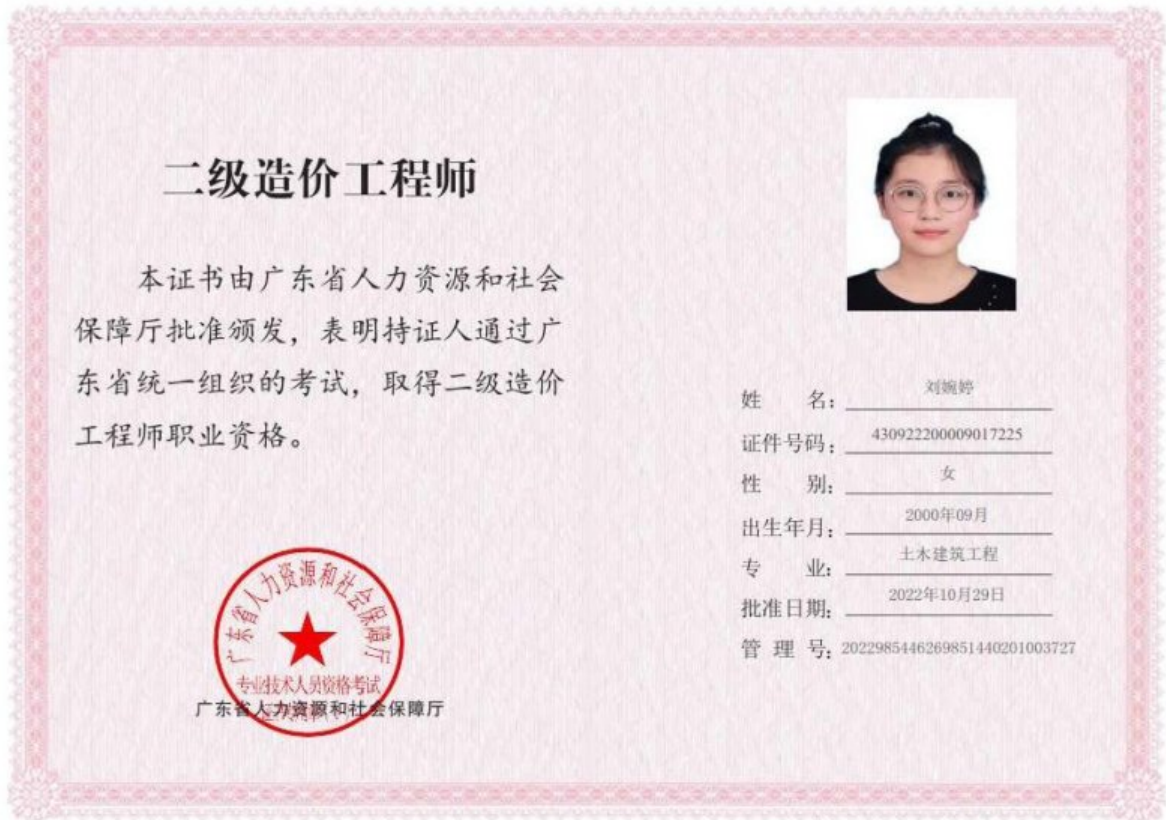 二级造价工程师
本证书由广东省人力资源和社会
保障厅批准颁发，表明持证人通过广
东省统一组织的考试，取得二级造价
工程师职业资格。
姓 名：刘婉婷
证件号码：430922200009017225
性 别：女
出生年月：2000年09月
专 业：土木建筑工程
批准日期：2022年10月29日
管 理 号：2022985446269851440201003727
广东省人力资源和社会保障厅
专业技术人员资格考试
广东省人力资源和社会保障厅